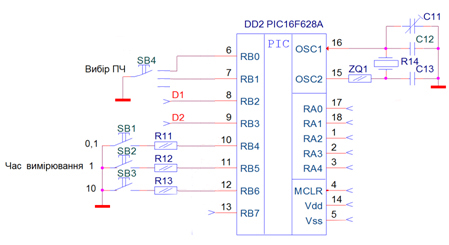 DD2 PIC16F628A
PIC
C11
C12
C13
R14
ZQ1
16
15
OSC1
OSC2
SB4
Вибір ПЧ
6
7
8
9
10
11
12
13
RB0
RB1
RB2
RB3
RB4
RB5
RB6
RB7
D1
D2
SB1
SB2
SB3
R11
R12
R13
0,1
Час вимірювання 1
10
RA0
RA1
RA2
RA3
RA4
17
18
1
2
3
MCLR
Vdd
Vss
4
14
5